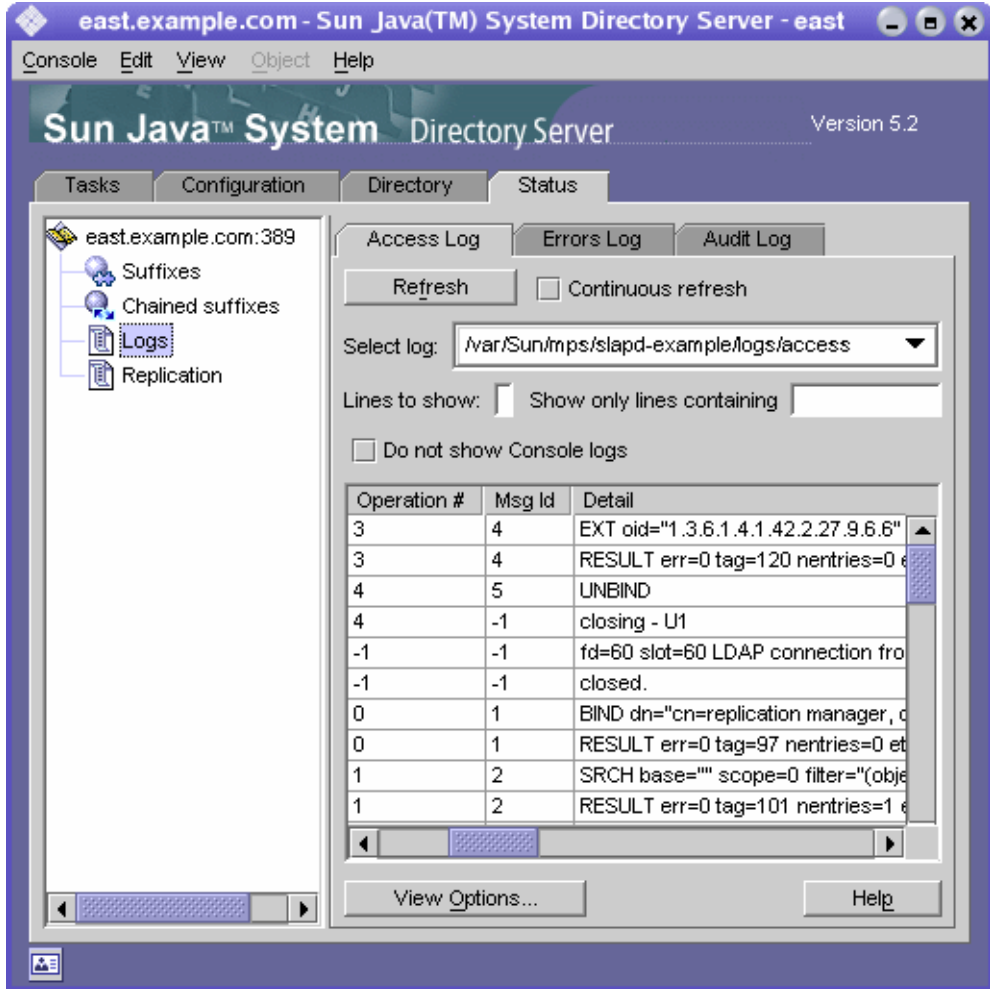 east.example.com - Sun Java(TM) System Directory Server - east
Console Edit View Object Help
Sun Java™ System Directory Server Version 5.2
Tasks Configuration Directory Status
east.example.com:389
Suffixes
Chained suffixes
Logs
Replication
Access Log Errors Log Audit Log
Refresh Continuous refresh
Select log: /var/Sun/mps/slapd-example/logs/access
Lines to show: Show only lines containing
Do not show Console logs
Operation # Msg Id Detail
3 4 EXT oid="1.3.6.1.4.1.42.2.27.9.6.6"
3 4 RESULT err=0 tag=120 nentries=0 e
4 5 UNBIND
4 -1 closing - U1
-1 -1 fd=60 slot=60 LDAP connection fro
-1 -1 closed.
0 1 BIND dn="cn=replication manager, c
0 1 RESULT err=0 tag=97 nentries=0 et
1 2 SRCH base="" scope=0 filter="(obje
1 2 RESULT err=0 tag=101 nentries=1 e
View Options... Help